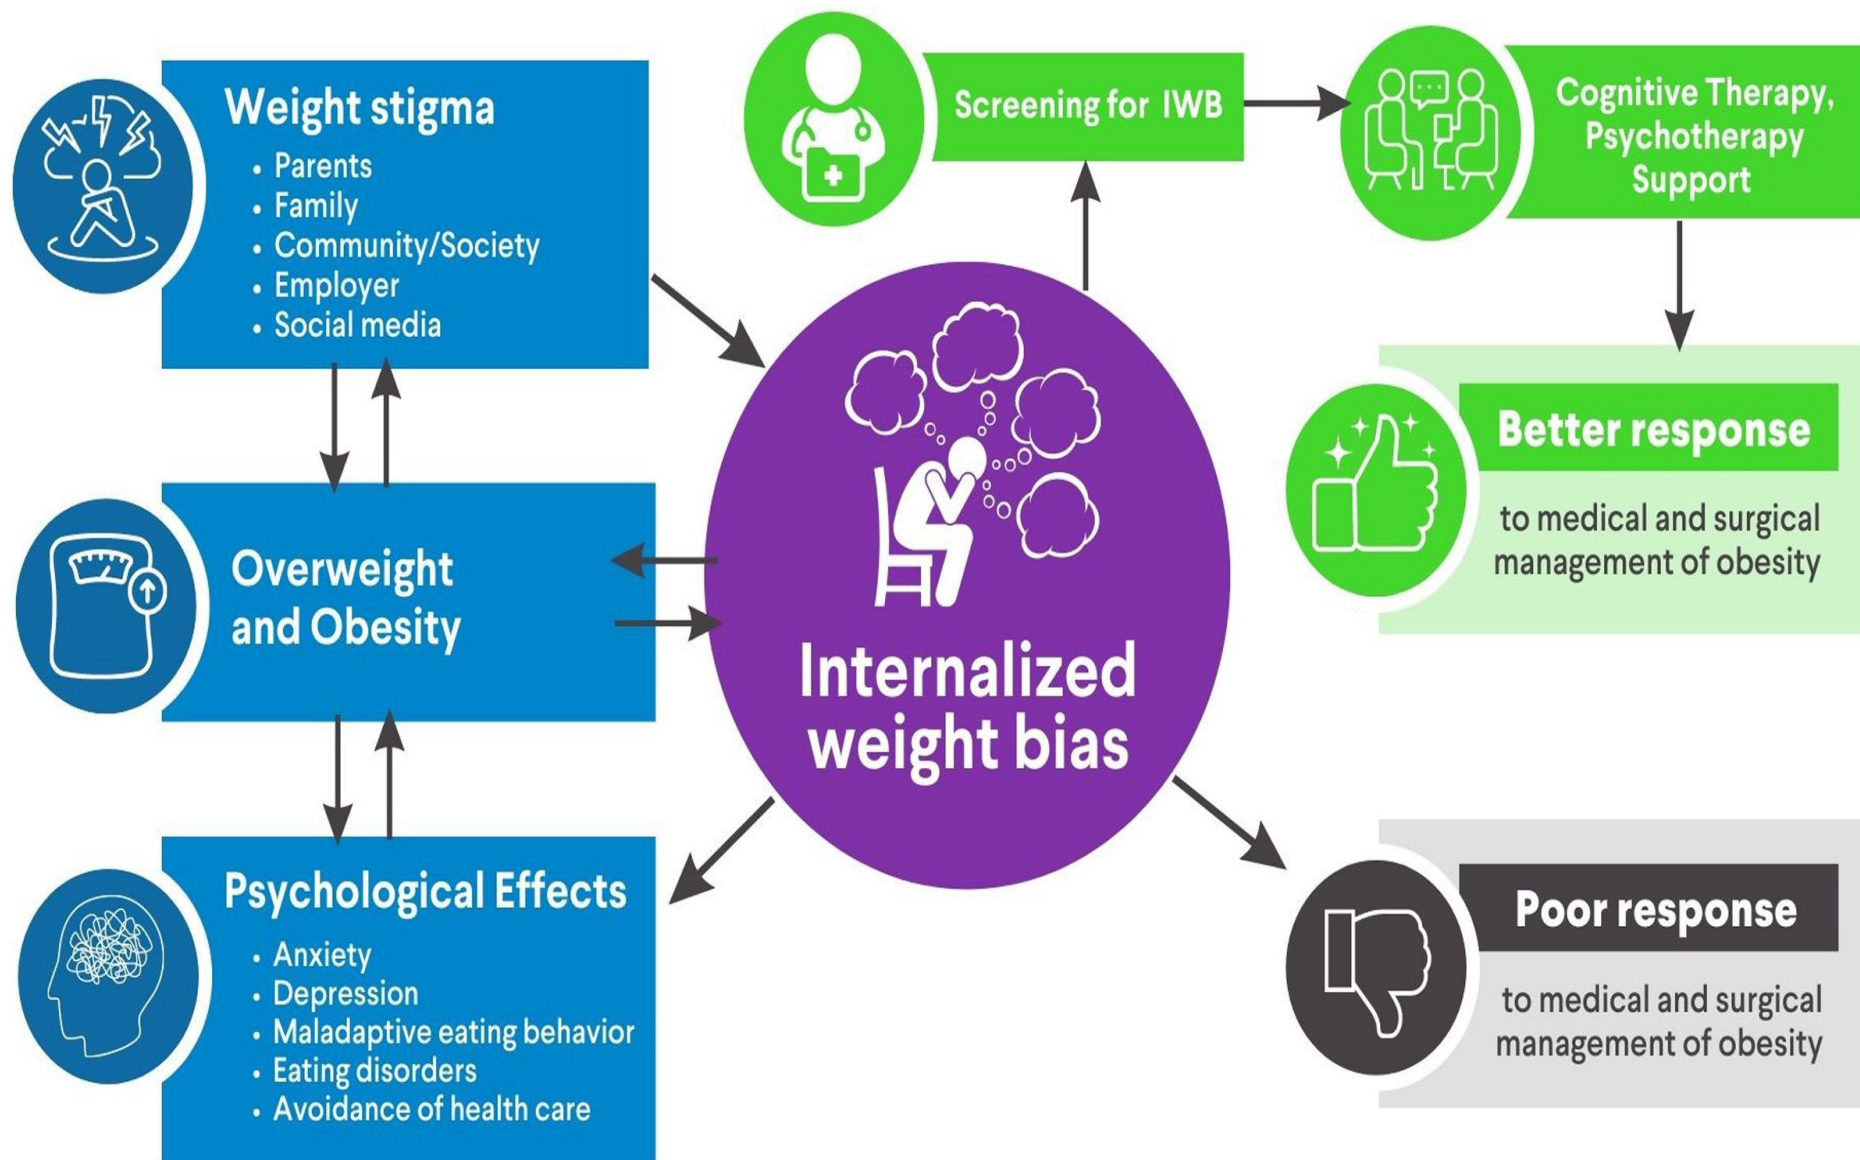 Weight stigma
• Parents
• Family
• Community/Society
• Employer
• Social media
Overweight
and Obesity
Psychological Effects
• Anxiety
• Depression
• Maladaptive eating behavior
• Eating disorders
• Avoidance of health care
Internalized
weight bias
Screening for IWB
Cognitive Therapy,
Psychotherapy
Support
Better response
to medical and surgical
management of obesity
Poor response
to medical and surgical
management of obesity